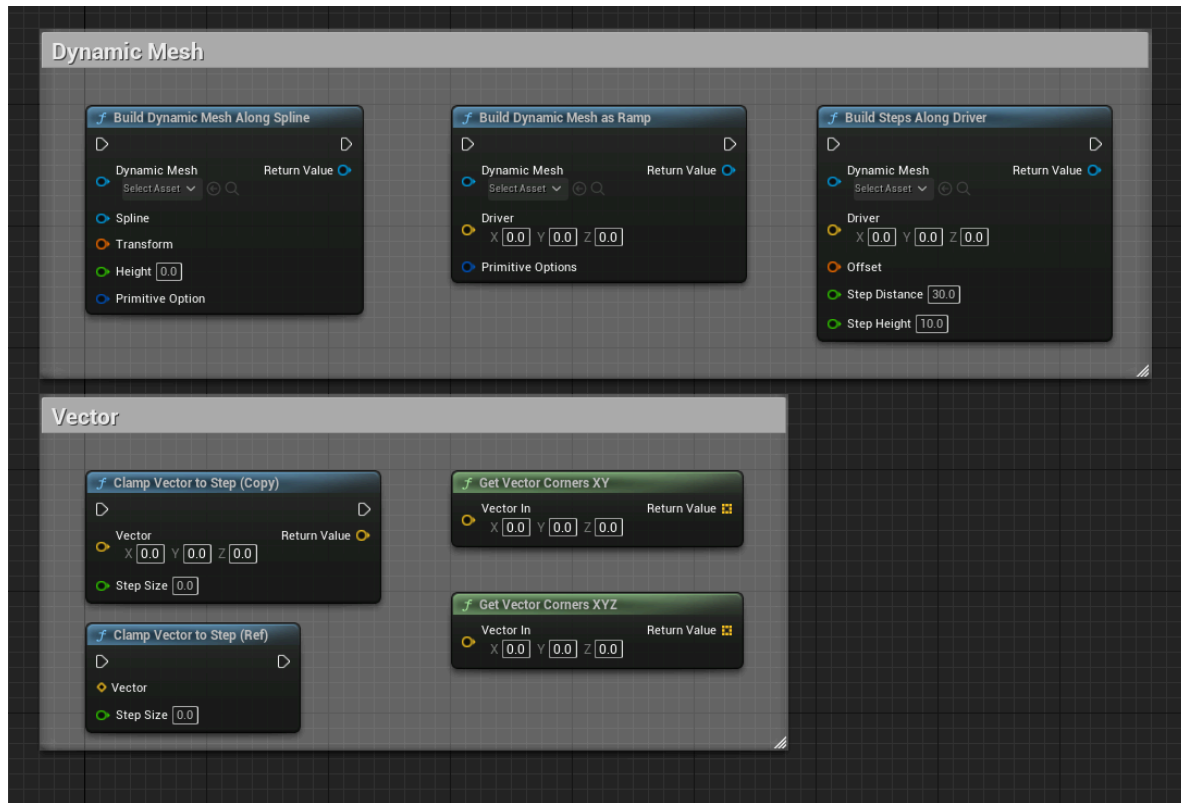 Dynamic Mesh
f Build Dynamic Mesh Along Spline
Dynamic Mesh Return Value
Select Asset
Spline
Transform
Height 0.0
Primitive Option
f Build Dynamic Mesh as Ramp
Dynamic Mesh Return Value
Select Asset
Driver
X 0.0 Y 0.0 Z 0.0
Primitive Options
f Build Steps Along Driver
Dynamic Mesh Return Value
Select Asset
Driver
X 0.0 Y 0.0 Z 0.0
Offset
Step Distance 30.0
Step Height 10.0
Vector
f Clamp Vector to Step (Copy)
Vector Return Value
X 0.0 Y 0.0 Z 0.0
Step Size 0.0
f Clamp Vector to Step (Ref)
Vector
Step Size 0.0
f Get Vector Corners XY
Vector In Return Value
X 0.0 Y 0.0 Z 0.0
f Get Vector Corners XYZ
Vector In Return Value
X 0.0 Y 0.0 Z 0.0